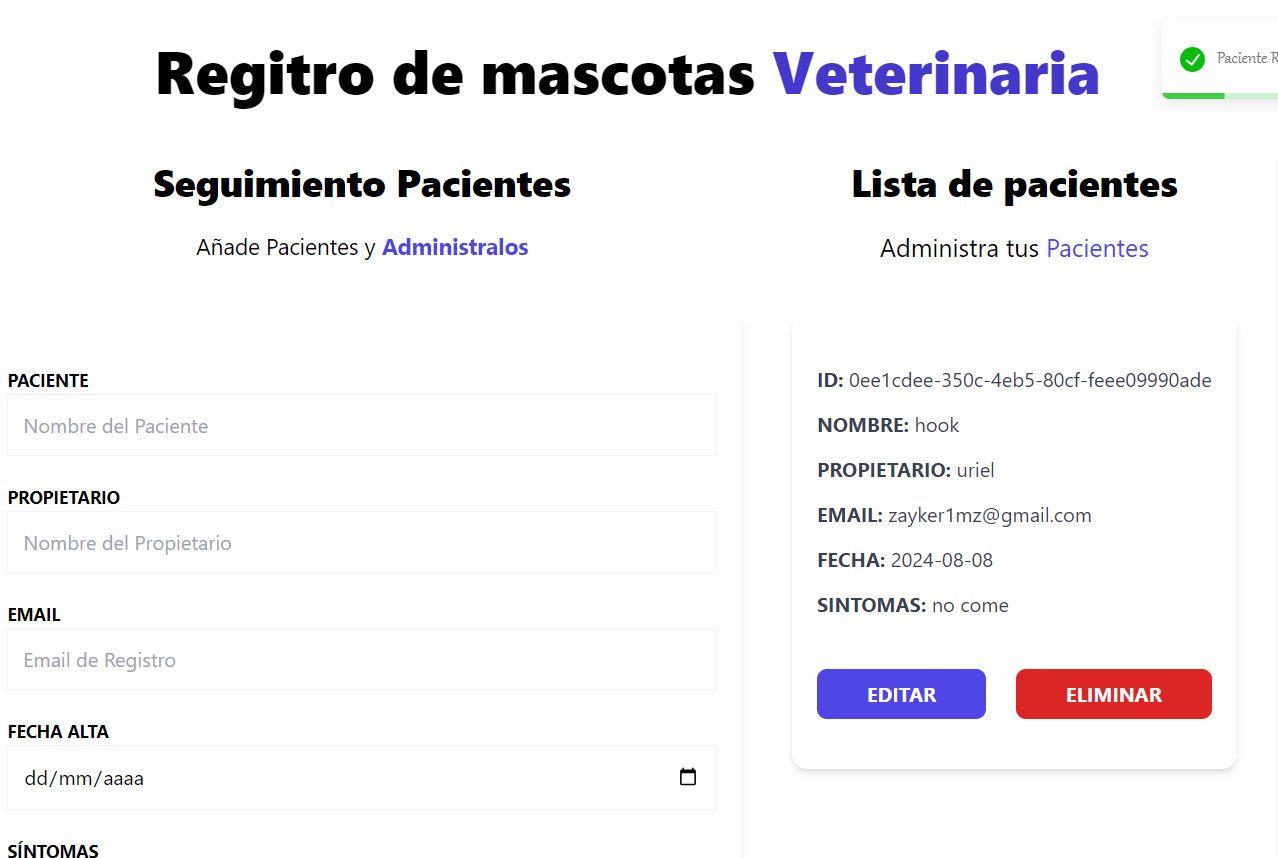 Regitro de mascotas Veterinaria
Paciente
Seguimiento Pacientes
Añade Pacientes y Administralos
PACIENTE
Nombre del Paciente
PROPIETARIO
Nombre del Propietario
EMAIL
Email de Registro
FECHA ALTA
dd/mm/aaaa
SÍNTOMAS
Lista de pacientes
Administra tus Pacientes
ID: 0ee1cdee-350c-4eb5-80cf-feee09990ade
NOMBRE: hook
PROPIETARIO: uriel
EMAIL: zayker1mz@gmail.com
FECHA: 2024-08-08
SINTOMAS: no come
EDITAR
ELIMINAR